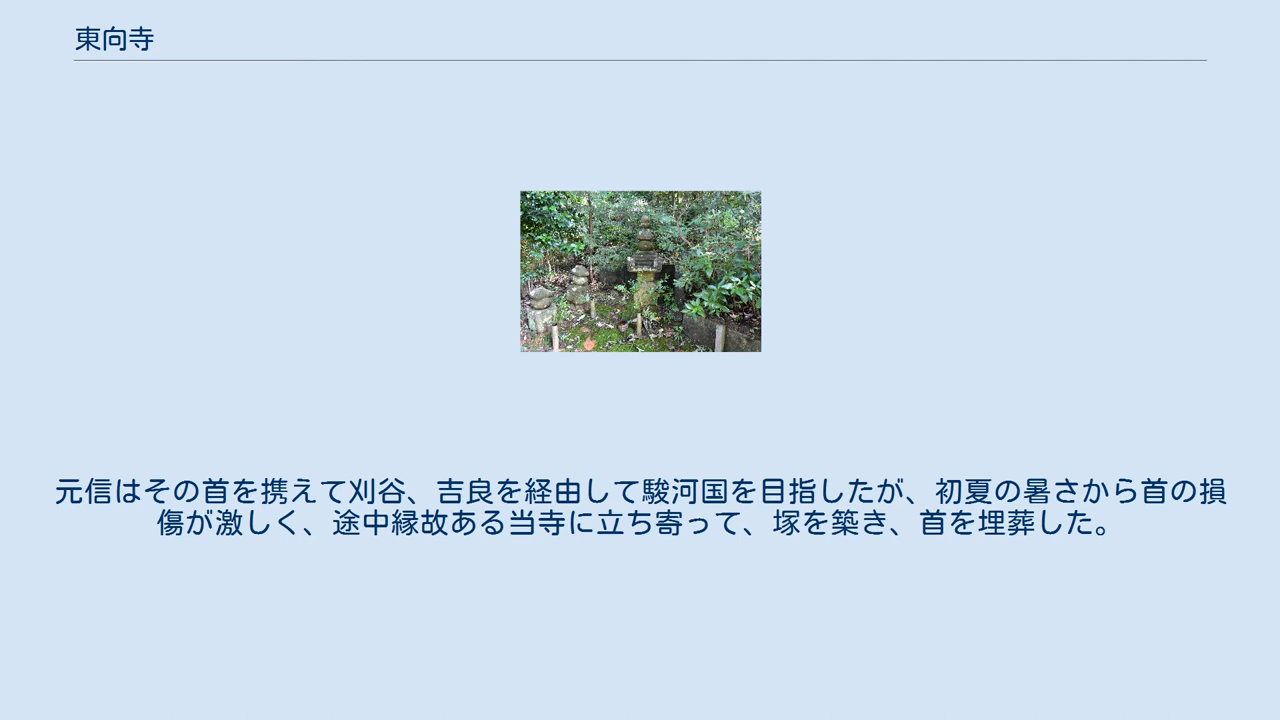 東向寺
元信はその首を携えて刈谷、吉良を経由して駿河国を目指したが、初夏の暑さから首の損
傷が激しく、途中縁故ある当寺に立ち寄って、塚を築き、首を埋葬した。